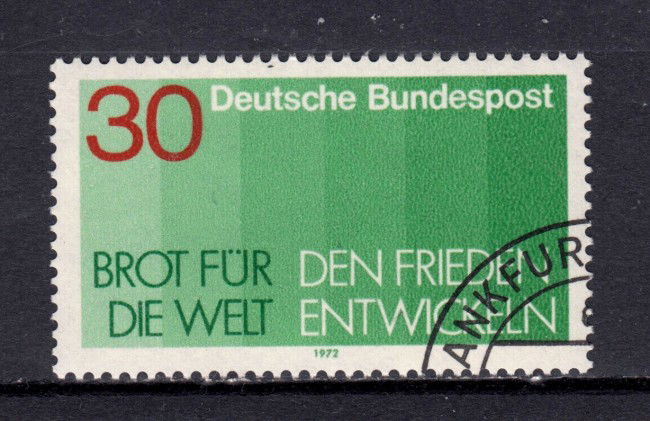 30 Deutsche Bundespost
BROT FÜR DEN FRIEDEN
DIE WELT ENTWICKELN
1972
ANKFUR